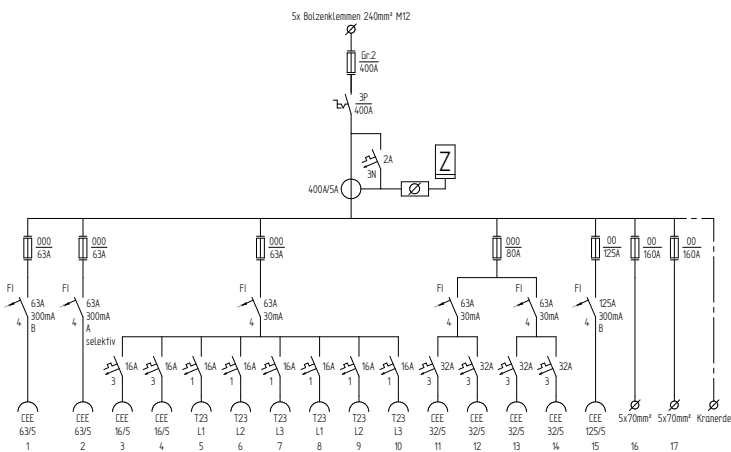 5x Bolzenklemmen 240mm² M12
Gr.2
400A
3P
400A
2A
3N
Z
400A/5A
000
63A
000
63A
000
63A
000
80A
00
125A
00
160A
00
160A
FI
63A
300mA
4
B
FI
63A
300mA
4
A
selektiv
FI
63A
30mA
4
FI
63A
30mA
4
FI
63A
30mA
4
FI
125A
300mA
4
B
16A
3
16A
3
16A
1
16A
1
16A
1
16A
1
16A
1
16A
1
32A
3
32A
3
32A
3
32A
3
CEE CEE CEE CEE T23 T23 T23 T23 T23 T23 CEE CEE CEE CEE CEE 5x70mm² 5x70mm² Kranerde
63/5 63/5 16/5 16/5 L1 L2 L3 L1 L2 L3 32/5 32/5 32/5 32/5 125/5
1 2 3 4 5 6 7 8 9 10 11 12 13 14 15 16 17